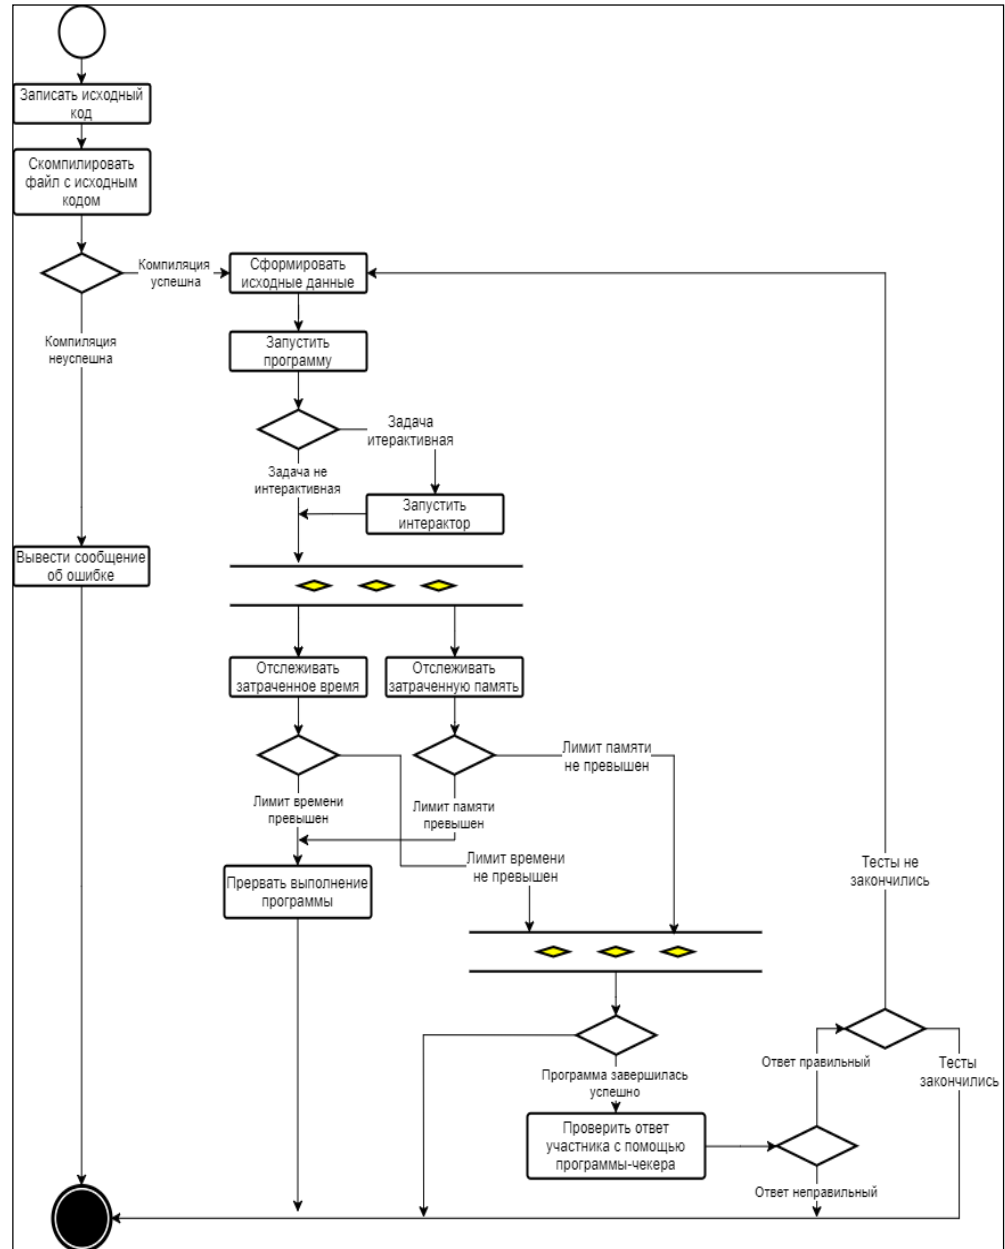 Записать исходный
код
Скомпилировать
файл с исходным
кодом
Компиляция
успешна
Сформировать
исходные данные
Компиляция
неуспешна
Запустить
программу
Задача
итерактивная
Задача не
интерактивная
Запустить
интерактор
Вывести сообщение
об ошибке
Отслеживать
затраченное время
Отслеживать
затраченную память
Лимит памяти
не превышен
Лимит времени
превышен
Лимит памяти
превышен
Лимит времени
не превышен
Тесты не
закончились
Прервать выполнение
программы
Программа завершилась
успешно
Ответ правильный
Тесты
закончились
Проверить ответ
участника с помощью
программы-чекера
Ответ неправильный